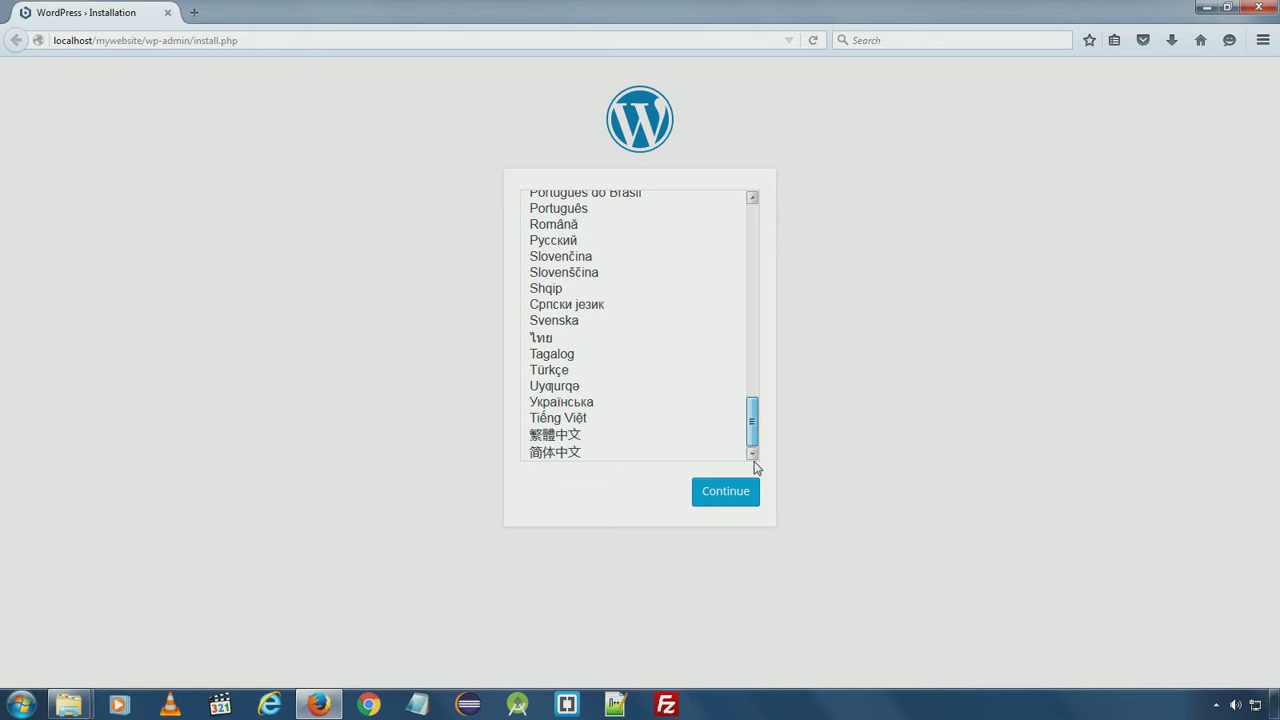 WordPress › Installation
localhost/mywebsite/wp-admin/install.php
Search
W
Português do Brasil
Português
Română
Русский
Slovenčina
Slovenščina
Shqip
Српски језик
Svenska
ไทย
Tagalog
Türkçe
Uyƣurqə
Українська
Tiếng Việt
繁體中文
简体中文
Continue
321
Fz